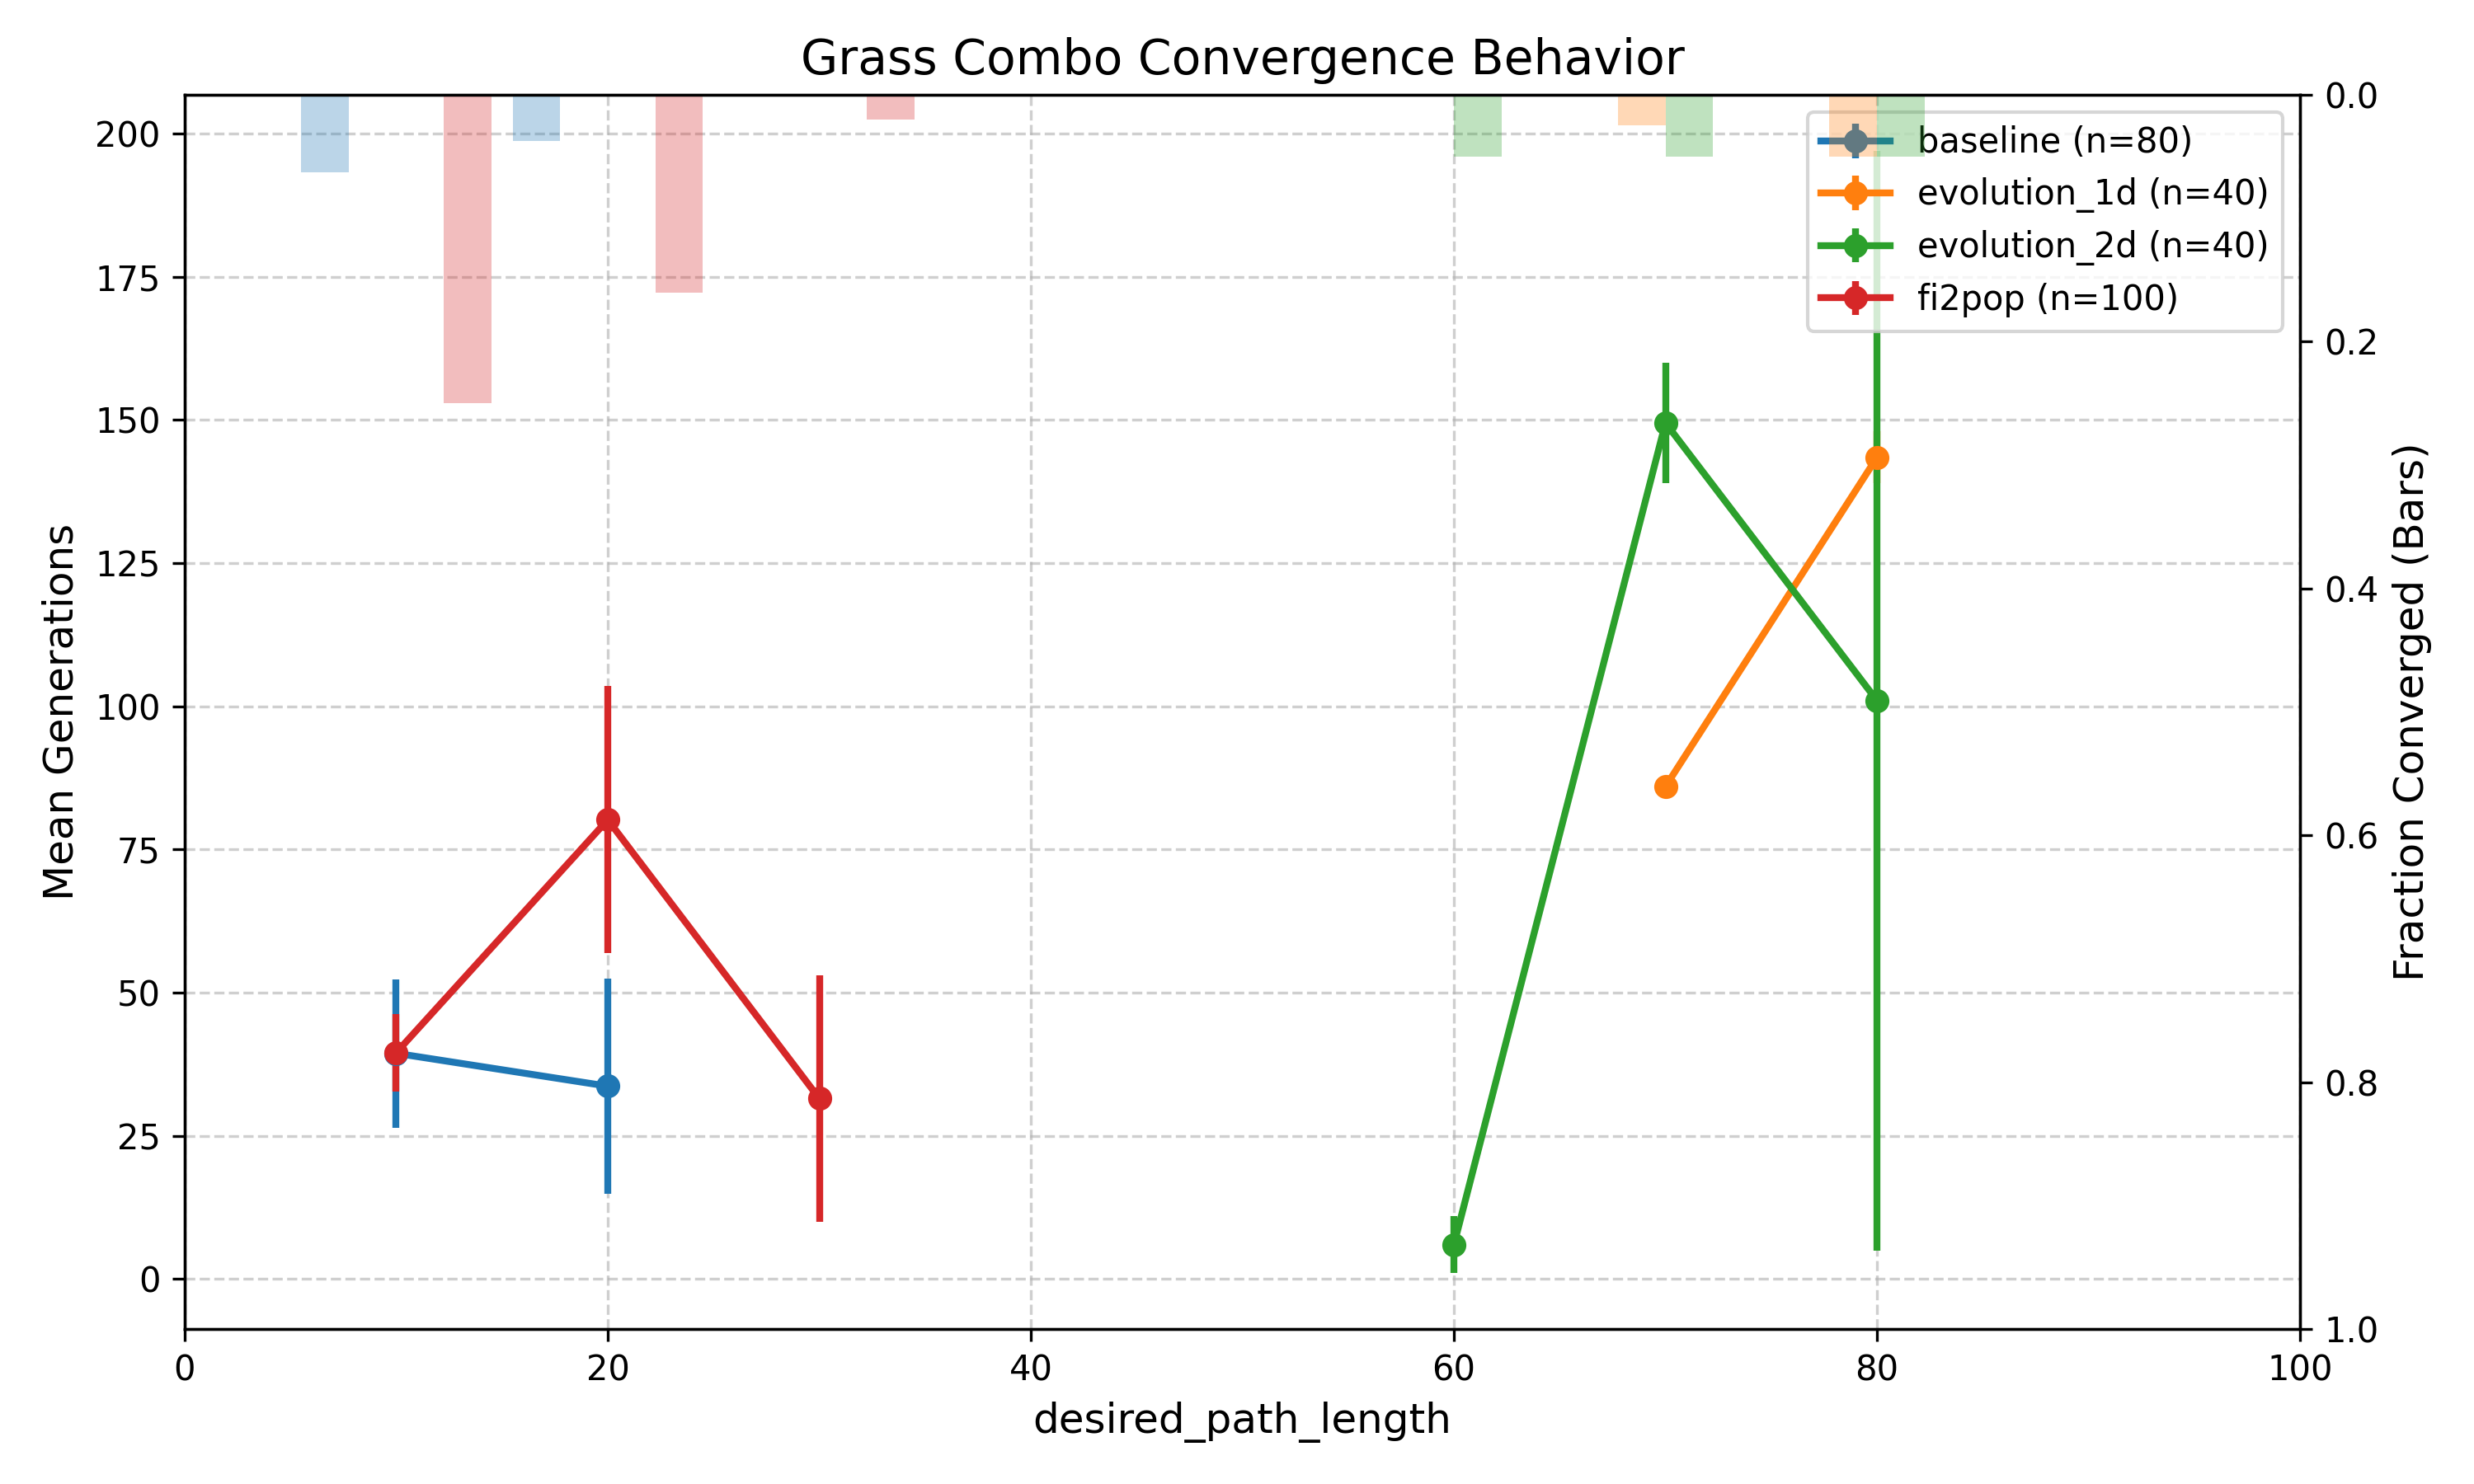 Grass Combo Convergence Behavior
Mean Generations
200
175
150
125
100
75
50
25
0
baseline (n=80)
evolution_1d (n=40)
evolution_2d (n=40)
fi2pop (n=100)
0.0
0.2
0.4
0.6
0.8
1.0
Fraction Converged (Bars)
0
20
40
60
80
100
desired_path_length